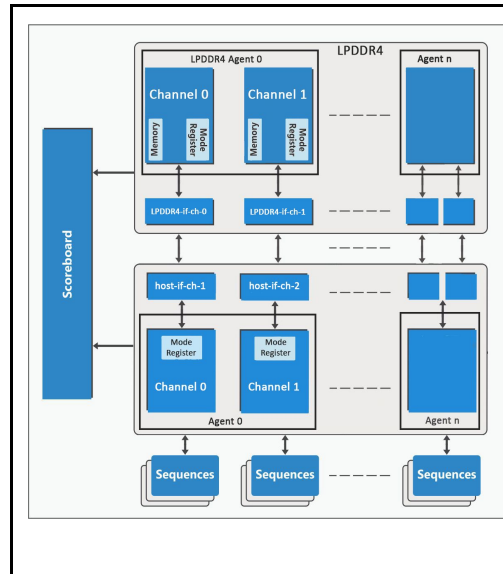 LPDDR4
LPDDR4 Agent 0
Agent n
Channel 0
Channel 1
Memory
Mode
Register
Memory
Mode
Register
LPDDR4-if-ch-0
LPDDR4-if-ch-1
Scoreboard
host-if-ch-1
host-if-ch-2
Mode
Register
Mode
Register
Channel 0
Channel 1
Agent 0
Agent n
Sequences
Sequences
Sequences